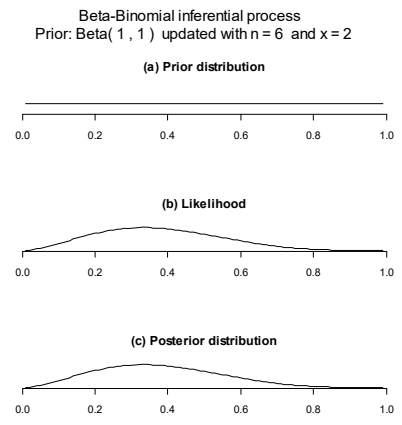 Beta-Binomial inferential process
Prior: Beta( 1 , 1 ) updated with n = 6 and x = 2
(a) Prior distribution
0.0 0.2 0.4 0.6 0.8 1.0
(b) Likelihood
0.0 0.2 0.4 0.6 0.8 1.0
(c) Posterior distribution
0.0 0.2 0.4 0.6 0.8 1.0